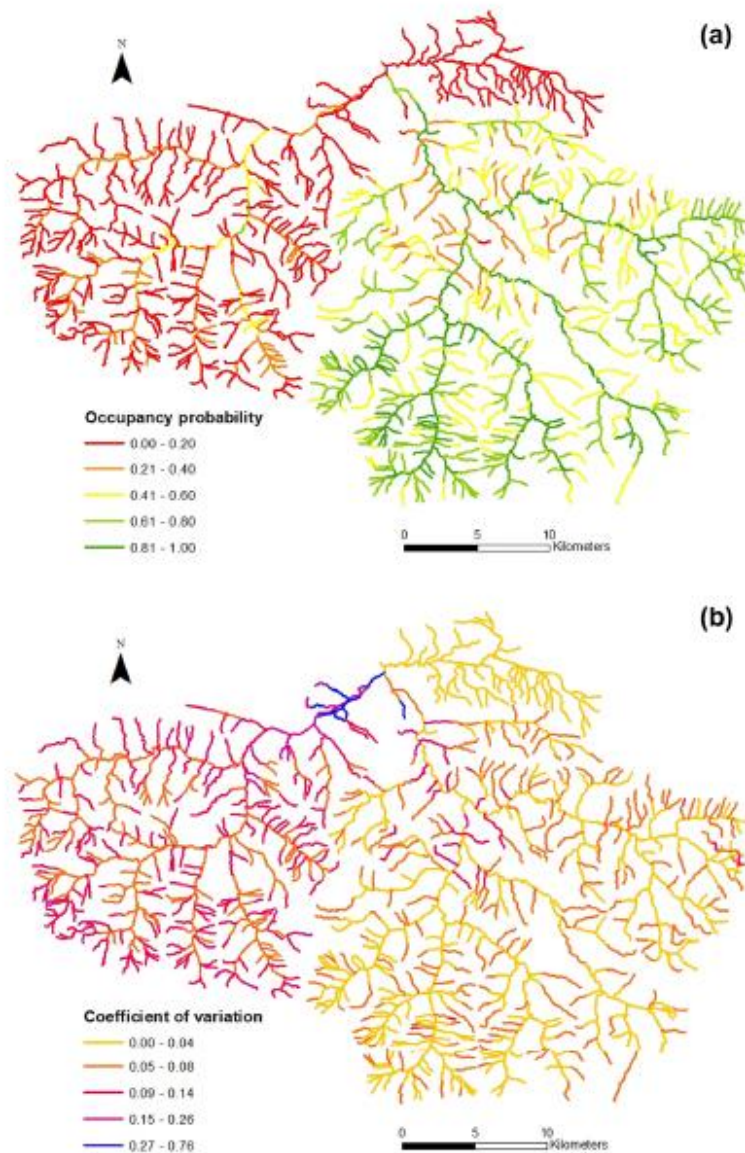 (a)
N
Occupancy probability
0.00 - 0.20
0.21 - 0.40
0.41 - 0.60
0.61 - 0.80
0.81 - 1.00
0 5 10
Kilometers
(b)
N
Coefficient of variation
0.00 - 0.04
0.05 - 0.08
0.09 - 0.14
0.15 - 0.26
0.27 - 0.76
0 5 10
Kilometers